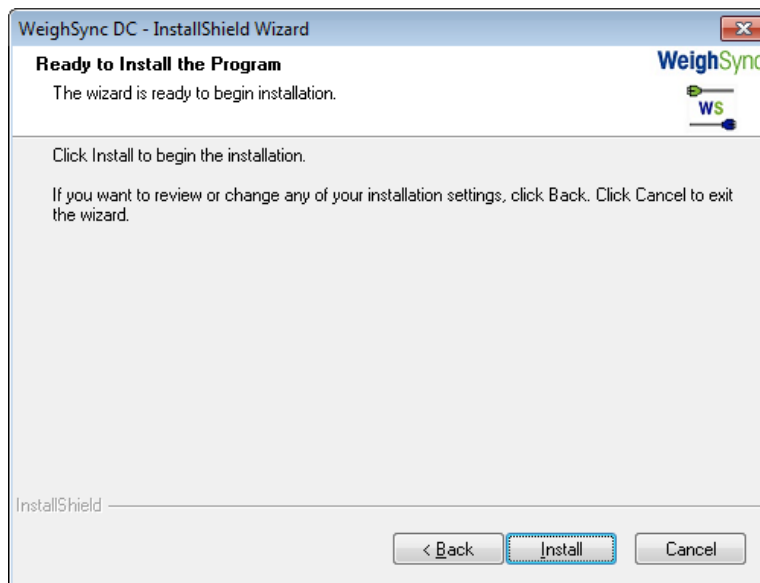 WeighSync DC - InstallShield Wizard
Ready to Install the Program
The wizard is ready to begin installation.
WeighSync
WS
Click Install to begin the installation.
If you want to review or change any of your installation settings, click Back. Click Cancel to exit
the wizard.
InstallShield
< Back
Install
Cancel